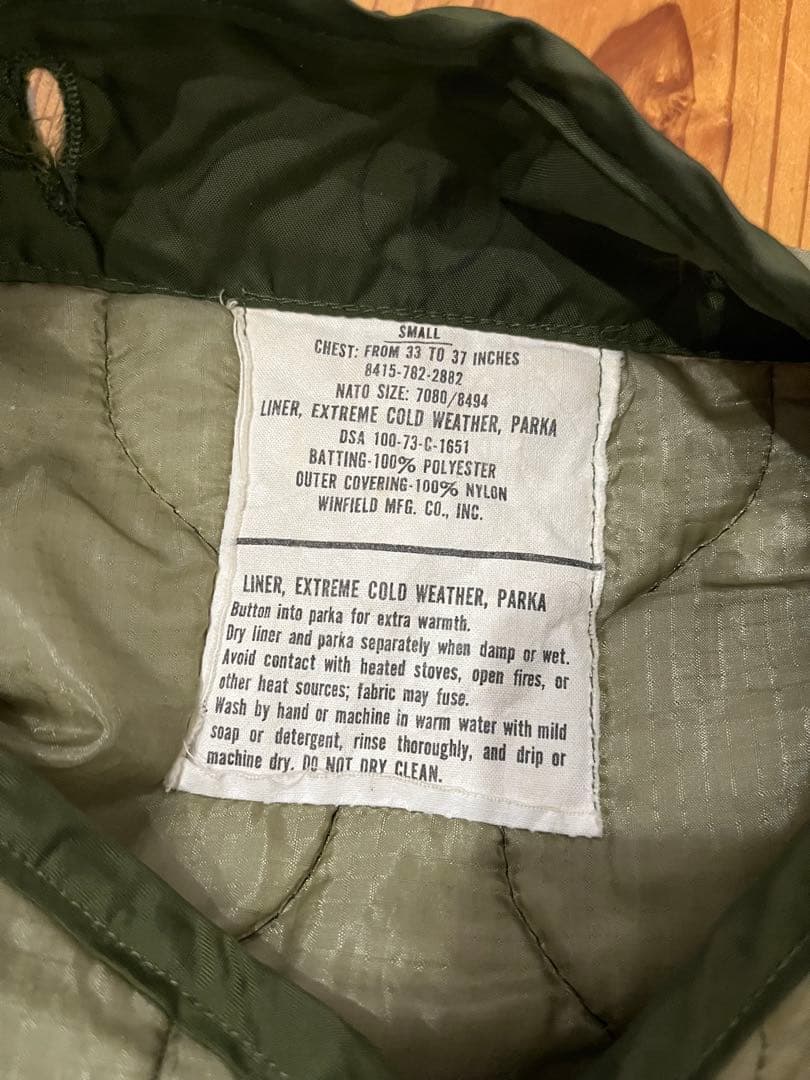 SMALL
CHEST: FROM 33 TO 37 INCHES
8415-782-2882
NATO SIZE: 7080/8494
LINER, EXTREME COLD WEATHER, PARKA
DSA 100-73-C-1651
BATTING-100% POLYESTER
OUTER COVERING-100% NYLON
WINFIELD MFG. CO., INC.
LINER, EXTREME COLD WEATHER, PARKA
Button into parka for extra warmth.
Dry liner and parka separately when damp or wet.
Avoid contact with heated stoves, open fires, or
other heat sources; fabric may fuse.
Wash by hand or machine in warm water with mild
soap or detergent, rinse thoroughly, and drip or
machine dry. DO NOT DRY CLEAN.